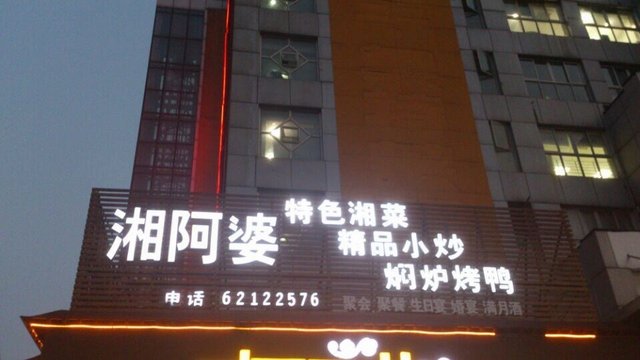 湘阿婆
特色湘菜
精品小炒
焖炉烤鸭
申话 62122576
聚会 聚餐 生日宴 婚宴 满月酒